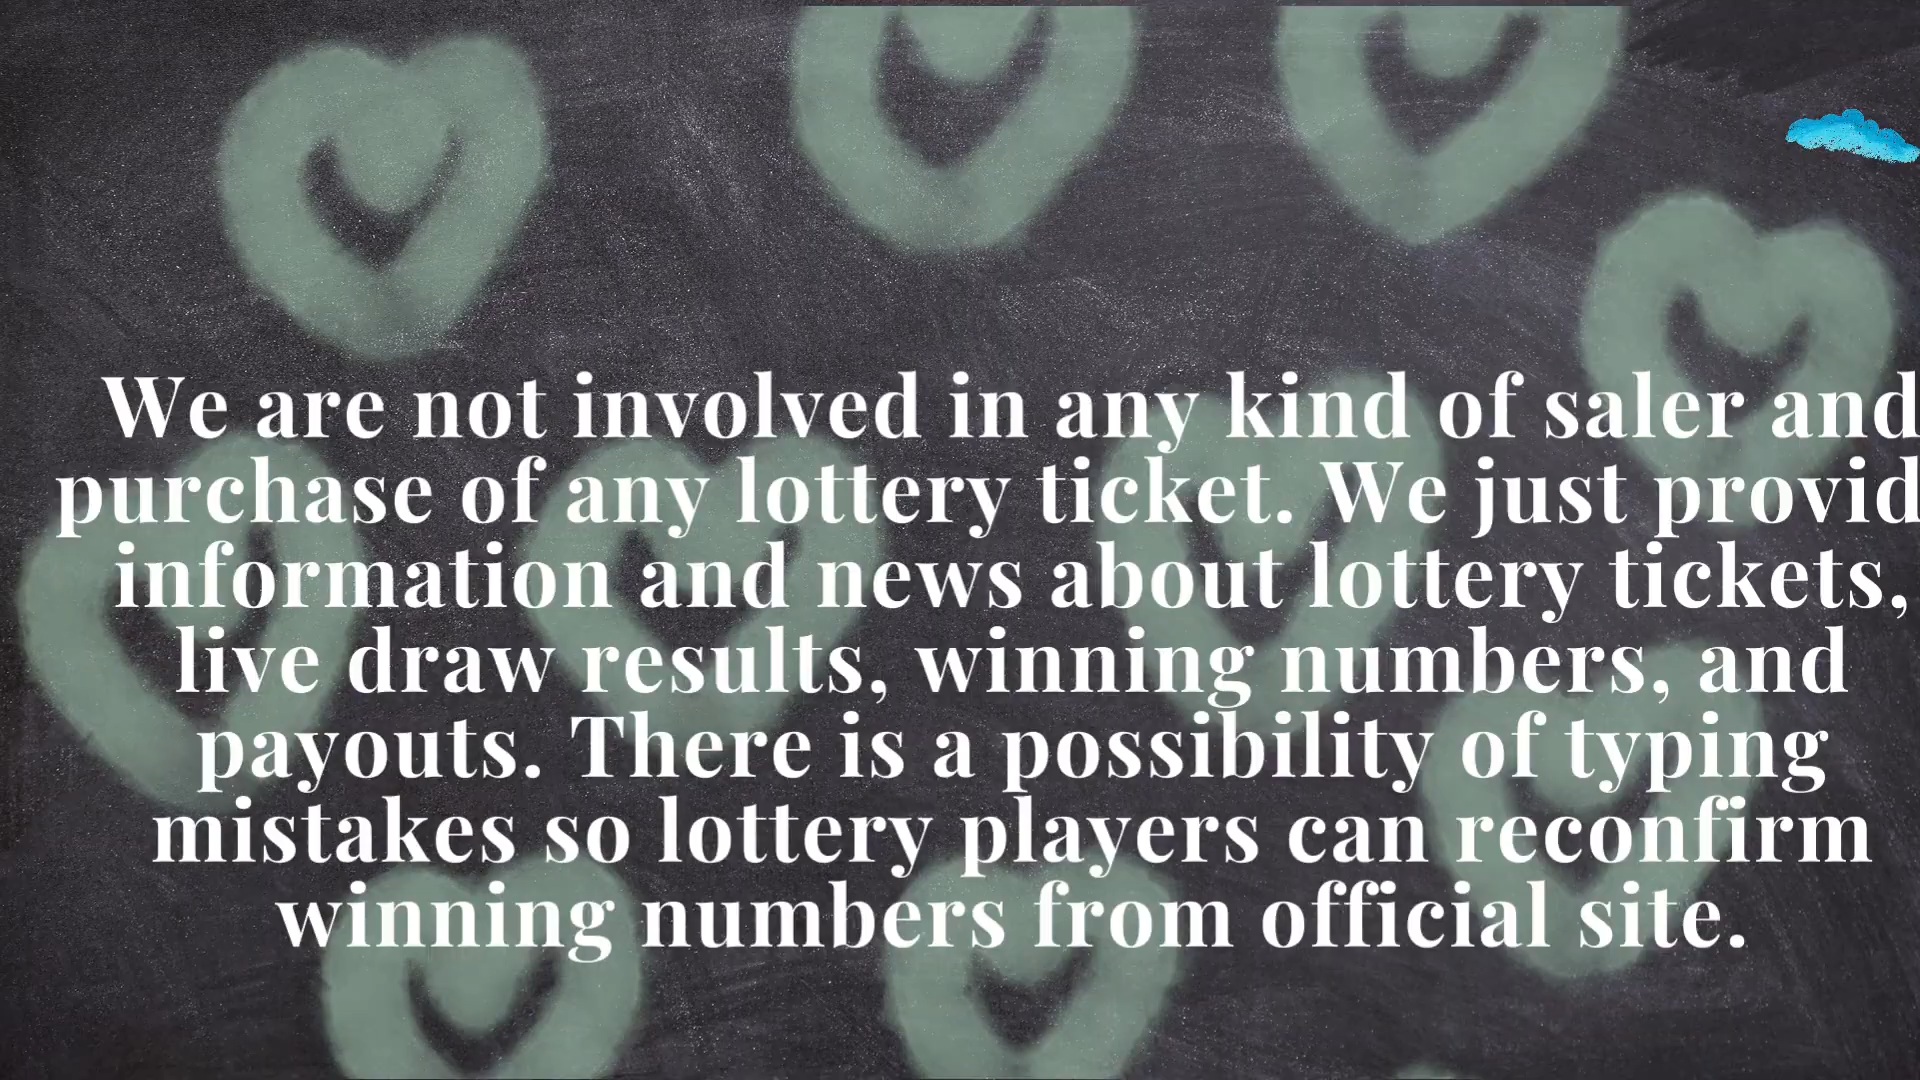 We are not involved in any kind of saler and
purchase of any lottery ticket. We just provid
information and news about lottery tickets,
live draw results, winning numbers, and
payouts. There is a possibility of typing
mistakes so lottery players can reconfirm
winning numbers from official site.